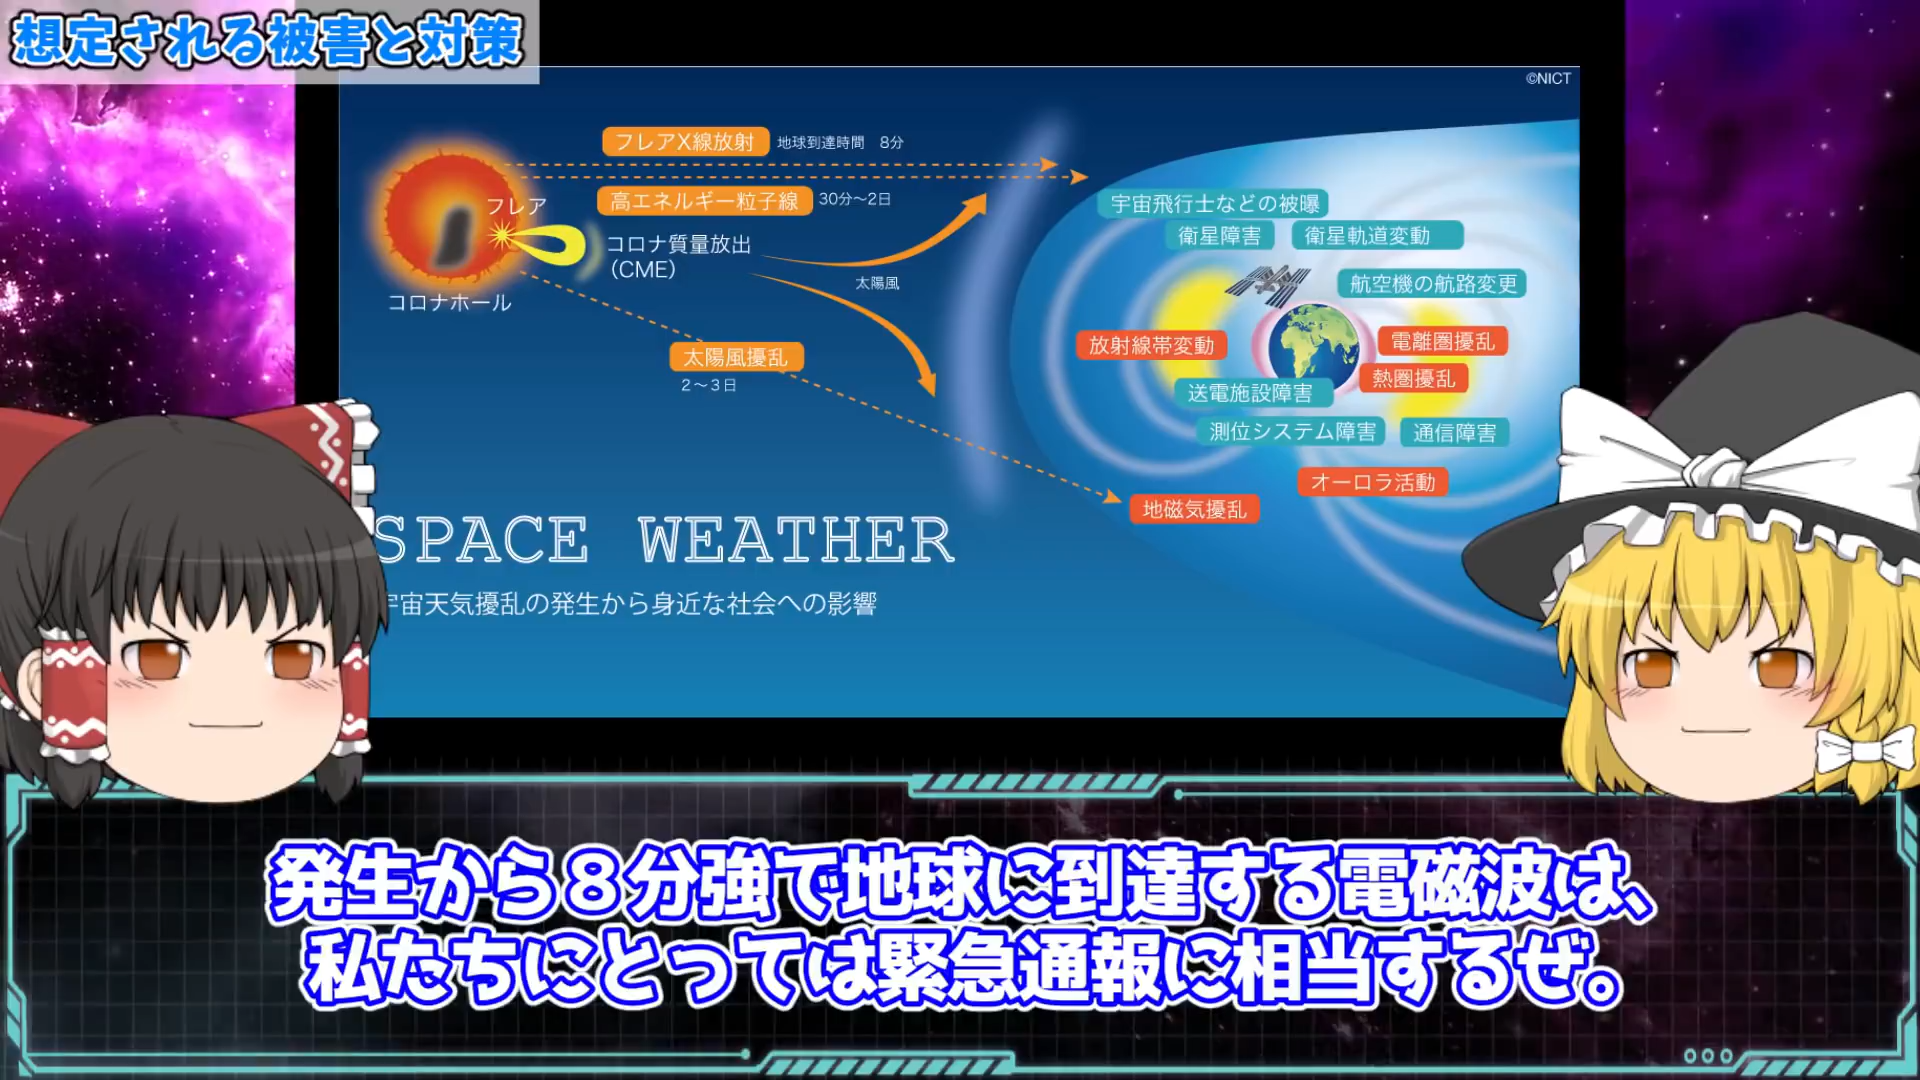 想定される被害と対策
©NICT
フレアX線放射
地球到達時間 8分
高エネルギー粒子線
30分〜2日
フレア
コロナ質量放出
(CME)
コロナホール
太陽風
太陽風擾乱
2〜3日
宇宙飛行士などの被曝
衛星障害
衛星軌道変動
航空機の航路変更
放射線帯変動
電離圏擾乱
熱圏擾乱
送電施設障害
測位システム障害
通信障害
オーロラ活動
地磁気擾乱
SPACE WEATHER
宇宙天気擾乱の発生から身近な社会への影響
発生から８分強で地球に到達する電磁波は、
私たちにとっては緊急通報に相当するぜ。